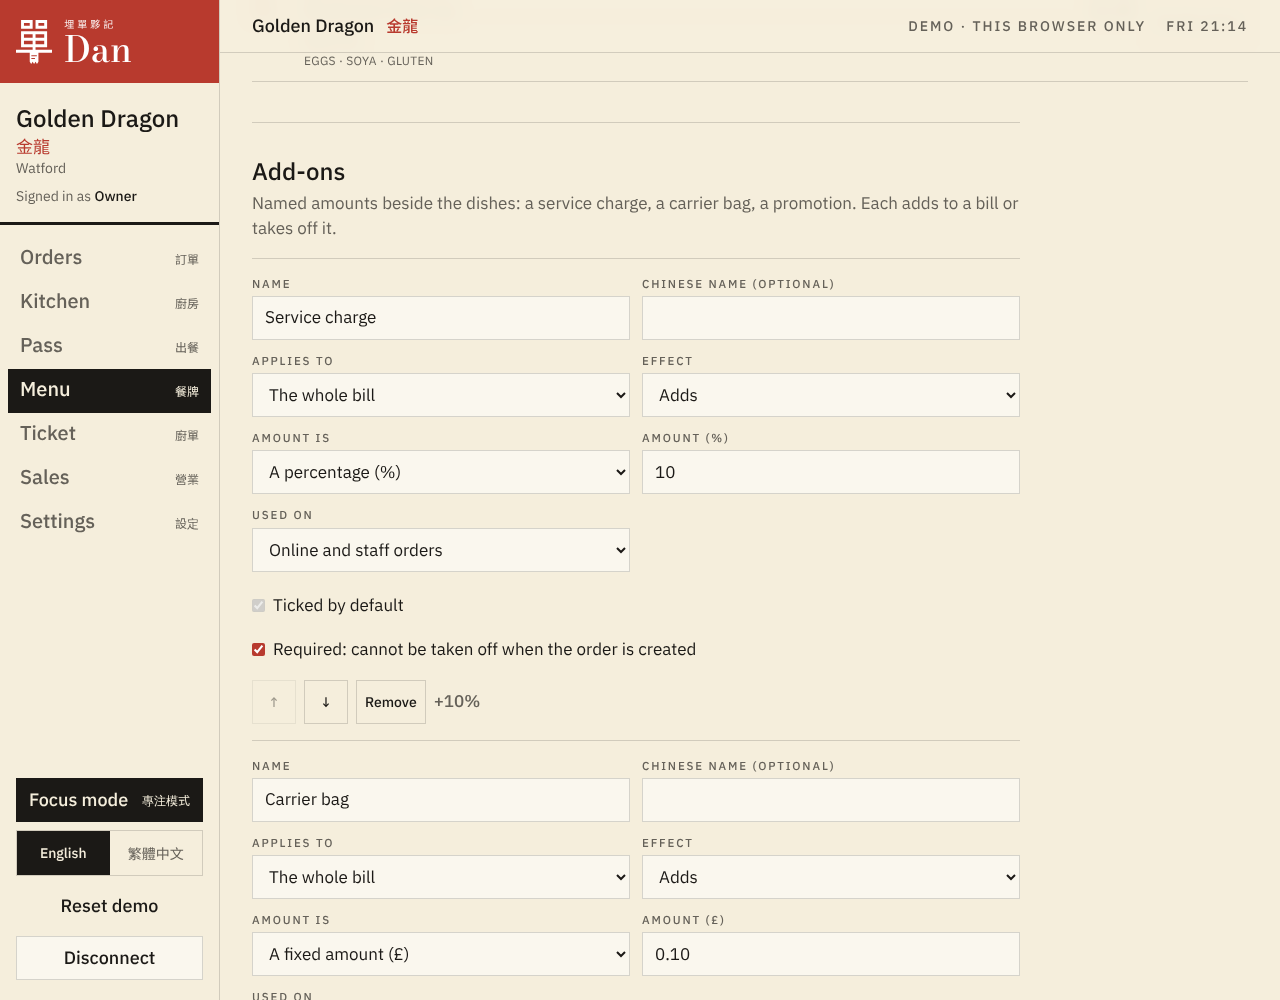 單
埋單夥記
Dan
Golden Dragon
金龍
Watford
Signed in as Owner
Orders 訂單
Kitchen 廚房
Pass 出餐
Menu 餐牌
Ticket 廚單
Sales 營業
Settings 設定
Focus mode 專注模式
English 繁體中文
Reset demo
Disconnect
Golden Dragon 金龍 DEMO · THIS BROWSER ONLY FRI 21:14
EGGS · SOYA · GLUTEN
Add-ons
Named amounts beside the dishes: a service charge, a carrier bag, a promotion. Each adds to a bill or
takes off it.
NAME CHINESE NAME (OPTIONAL)
Service charge
APPLIES TO EFFECT
The whole bill Adds
AMOUNT IS AMOUNT (%)
A percentage (%) 10
USED ON
Online and staff orders
Ticked by default
Required: cannot be taken off when the order is created
↑ ↓ Remove +10%
NAME CHINESE NAME (OPTIONAL)
Carrier bag
APPLIES TO EFFECT
The whole bill Adds
AMOUNT IS AMOUNT (£)
A fixed amount (£) 0.10
USED ON